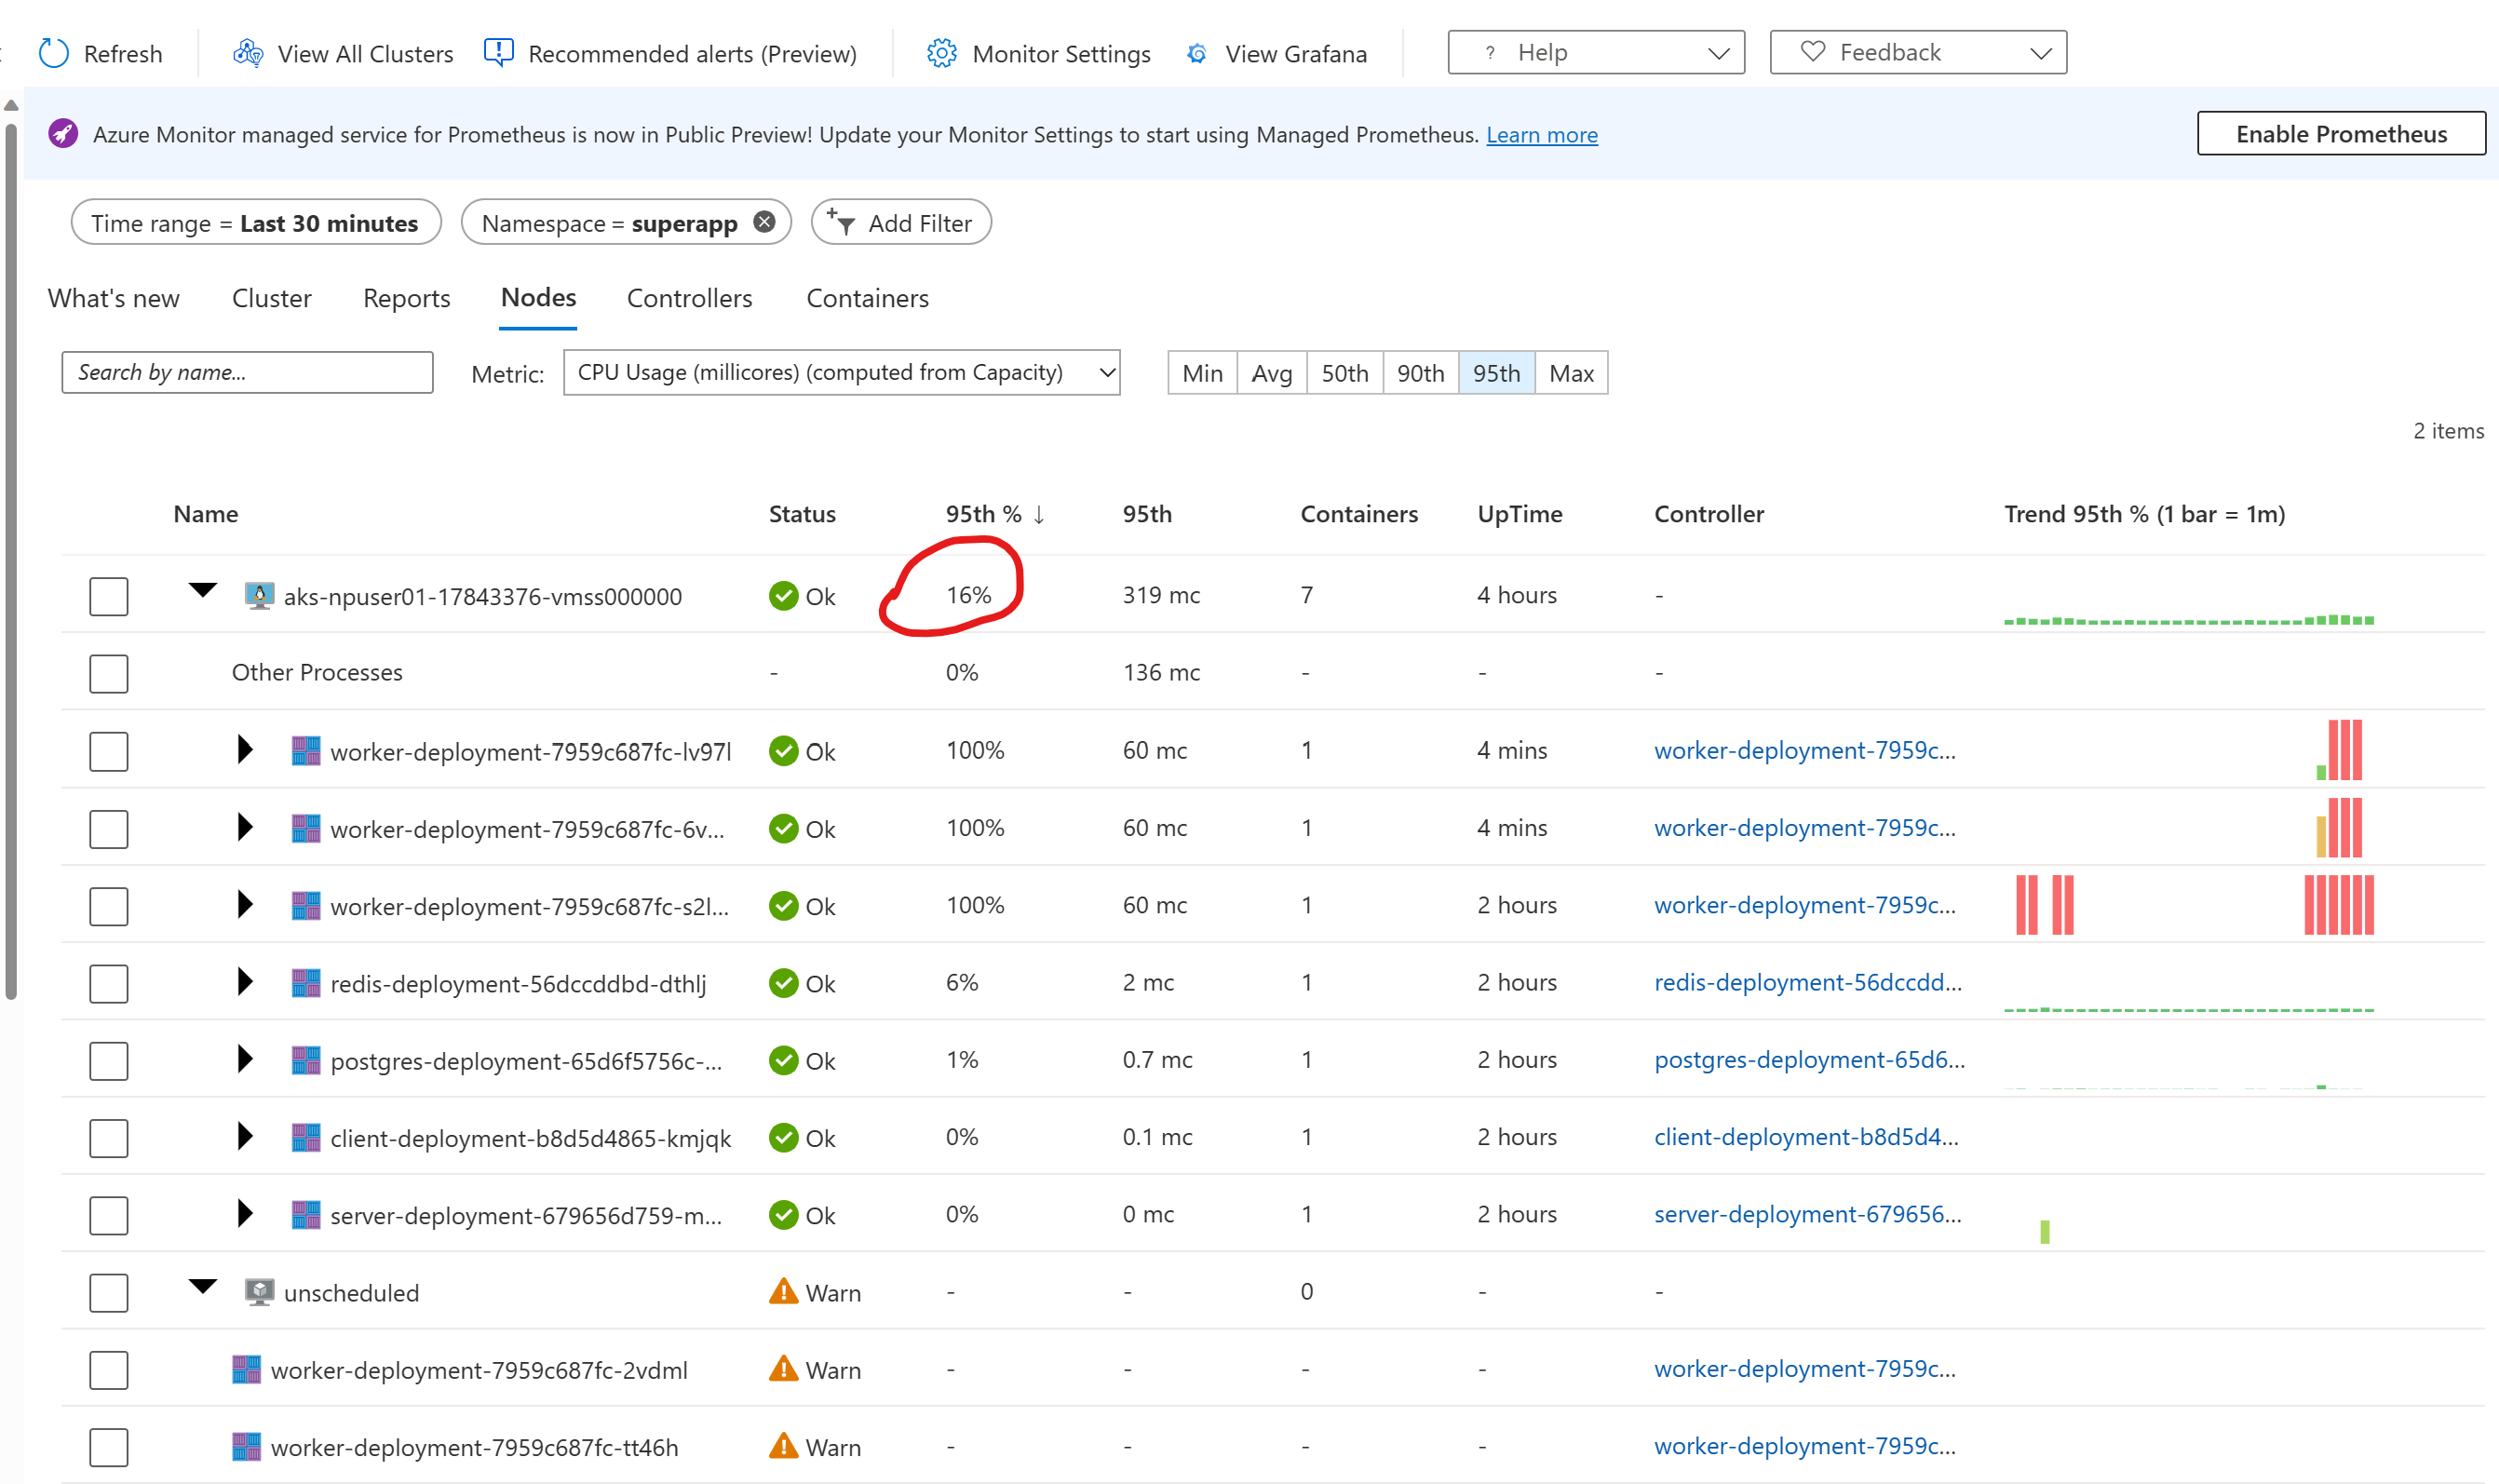 Refresh View All Clusters Recommended alerts (Preview) Monitor Settings View Grafana ? Help Feedback
Azure Monitor managed service for Prometheus is now in Public Preview! Update your Monitor Settings to start using Managed Prometheus. Learn more Enable Prometheus
Time range = Last 30 minutes Namespace = superapp Add Filter
What's new Cluster Reports Nodes Controllers Containers
Search by name... Metric: CPU Usage (millicores) (computed from Capacity) Min Avg 50th 90th 95th Max
2 items
Name Status 95th % ↓ 95th Containers UpTime Controller Trend 95th % (1 bar = 1m)
aks-npuser01-17843376-vmss000000 Ok 16% 319 mc 7 4 hours -
Other Processes - 0% 136 mc - - -
worker-deployment-7959c687fc-lv97l Ok 100% 60 mc 1 4 mins worker-deployment-7959c...
worker-deployment-7959c687fc-6v... Ok 100% 60 mc 1 4 mins worker-deployment-7959c...
worker-deployment-7959c687fc-s2l... Ok 100% 60 mc 1 2 hours worker-deployment-7959c...
redis-deployment-56dccddbd-dthlj Ok 6% 2 mc 1 2 hours redis-deployment-56dccdd...
postgres-deployment-65d6f5756c-... Ok 1% 0.7 mc 1 2 hours postgres-deployment-65d6...
client-deployment-b8d5d4865-kmjqk Ok 0% 0.1 mc 1 2 hours client-deployment-b8d5d4...
server-deployment-679656d759-m... Ok 0% 0 mc 1 2 hours server-deployment-679656...
unscheduled Warn - - 0 - -
worker-deployment-7959c687fc-2vdml Warn - - - - worker-deployment-7959c...
worker-deployment-7959c687fc-tt46h Warn - - - - worker-deployment-7959c...